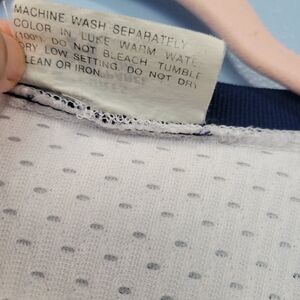 MACHINE WASH SEPARATELY
COLOR IN LUKE WARM WATE
(100°) DO NOT BLEACH TUMBLE
DRY LOW SETTING. DO NOT DRY
CLEAN OR IRON.